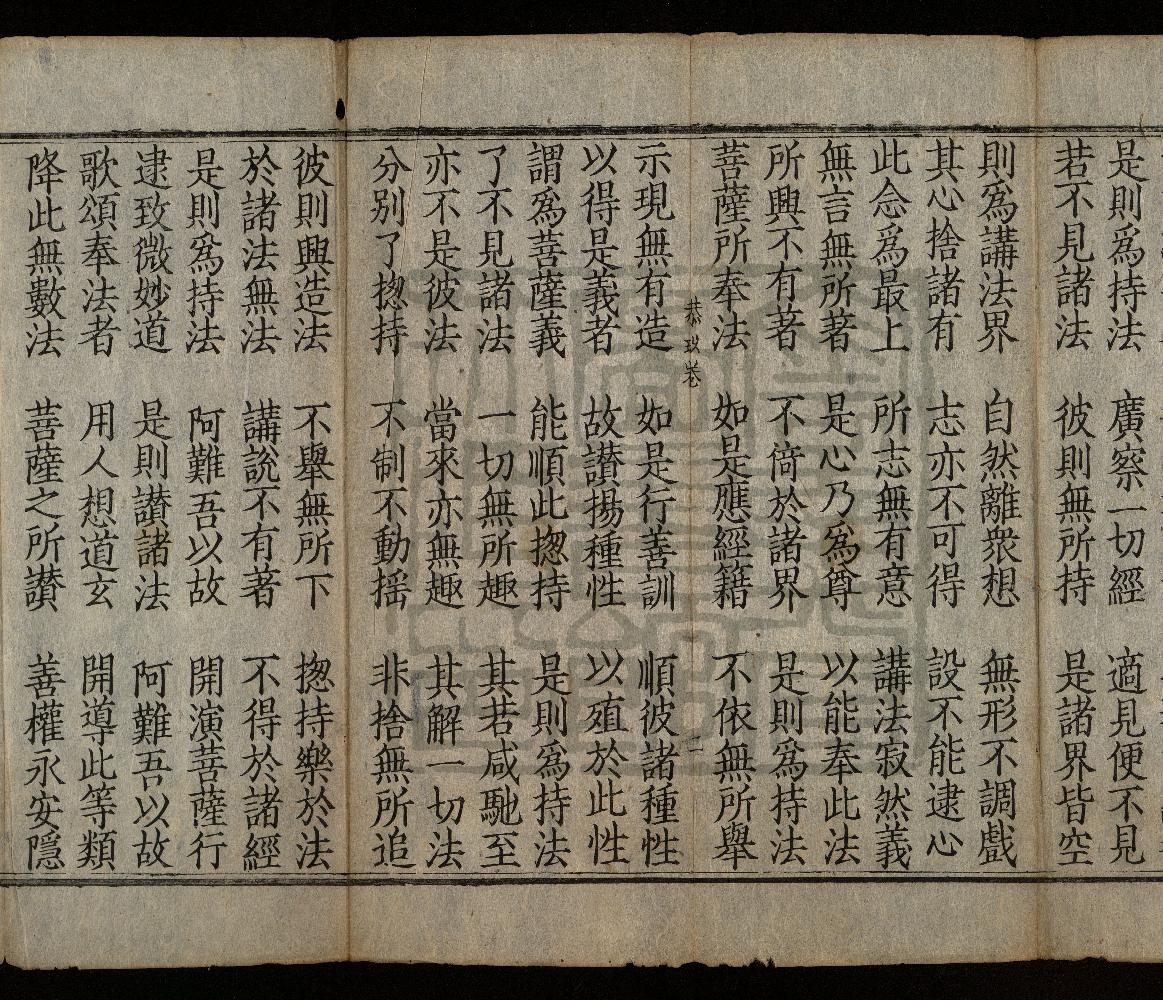 是則爲持法　廣察一切經　適見便不見
若不見諸法　彼則無所持　是諸界皆空
則爲講法界　自然離衆想　無形不調戲
其心捨諸有　志亦不可得　設不能逮心
此念爲最上　所志無有意　講法寂然義
無言無所著　是心乃爲尊　以能奉此法
所興不有著　不倚於諸界　是則爲持法
菩薩所奉法　如是應經籍　不依無所舉
恭　玖卷　二
示現無有造　如是行善訓　順彼諸種性
以得是義者　故讃揚種性　以殖於此性
謂爲菩薩義　能順此揔持　是則爲持法
了不見諸法　一切無所趣　其若咸馳至
亦不是彼法　當來亦無趣　其解一切法
分別了揔持　不制不動揺　非捨無所追
彼則興造法　不舉無所下　揔持樂於法
於諸法無法　講說不有著　不得於諸經
是則爲持法　阿難吾以故　開演菩薩行
逮致微妙道　是則讃諸法　阿難吾以故
歌頌奉法者　用人想道玄　開導此等類
降此無數法　菩薩之所讃　善權永安隱